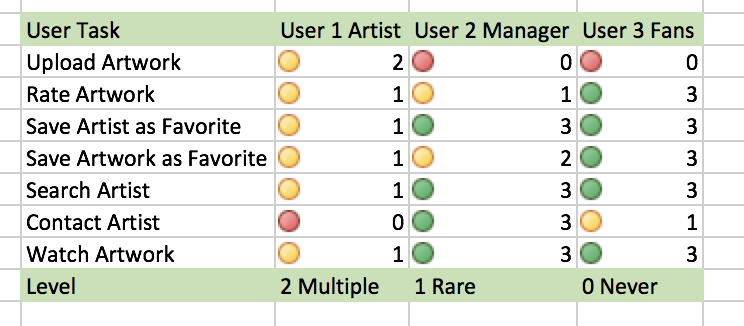 User Task User 1 Artist User 2 Manager User 3 Fans
Upload Artwork 2 0 0
Rate Artwork 1 1 3
Save Artist as Favorite 1 3 3
Save Artwork as Favorite 1 2 3
Search Artist 1 3 3
Contact Artist 0 3 1
Watch Artwork 1 3 3
Level 2 Multiple 1 Rare 0 Never